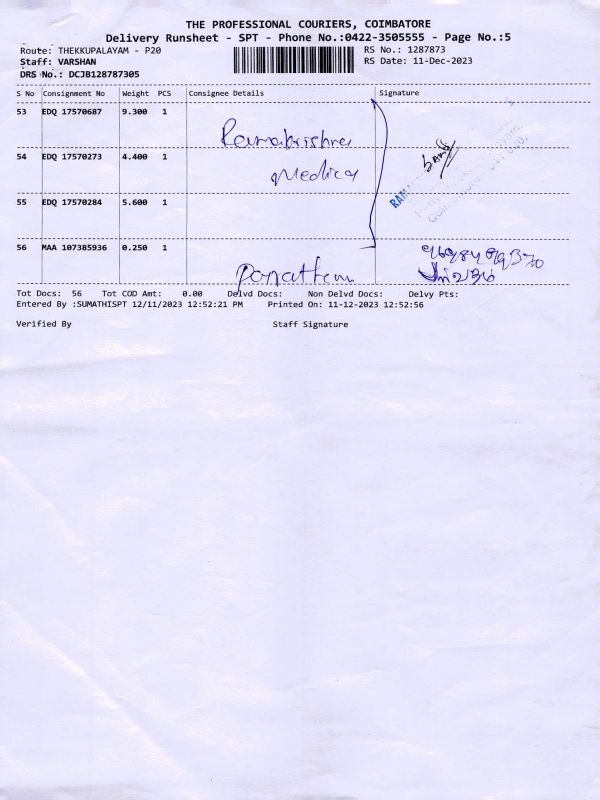 THE PROFESSIONAL COURIERS, COIMBATORE
Delivery Runsheet - SPT - Phone No.:0422-3505555 - Page No.:5
Route: THEKKUPALAYAM - P20
RS No.: 1287873
Staff: VARSHAN
RS Date: 11-Dec-2023
DRS No.: DCJB128787305
S No Consignment No Weight PCS Consignee Details Signature
53 EDQ 17570687 9.300 1
Ramakrishna
54 EDQ 17570273 4.400 1
Medical
55 EDQ 17570284 5.600 1
56 MAA 107385936 0.250 1
Tot Docs: 56 Tot COD Amt: 0.00 Delvd Docs: Non Delvd Docs: Delvy Pts:
Entered By :SUMATHISPT 12/11/2023 12:52:21 PM Printed On: 11-12-2023 12:52:56
Verified By Staff Signature